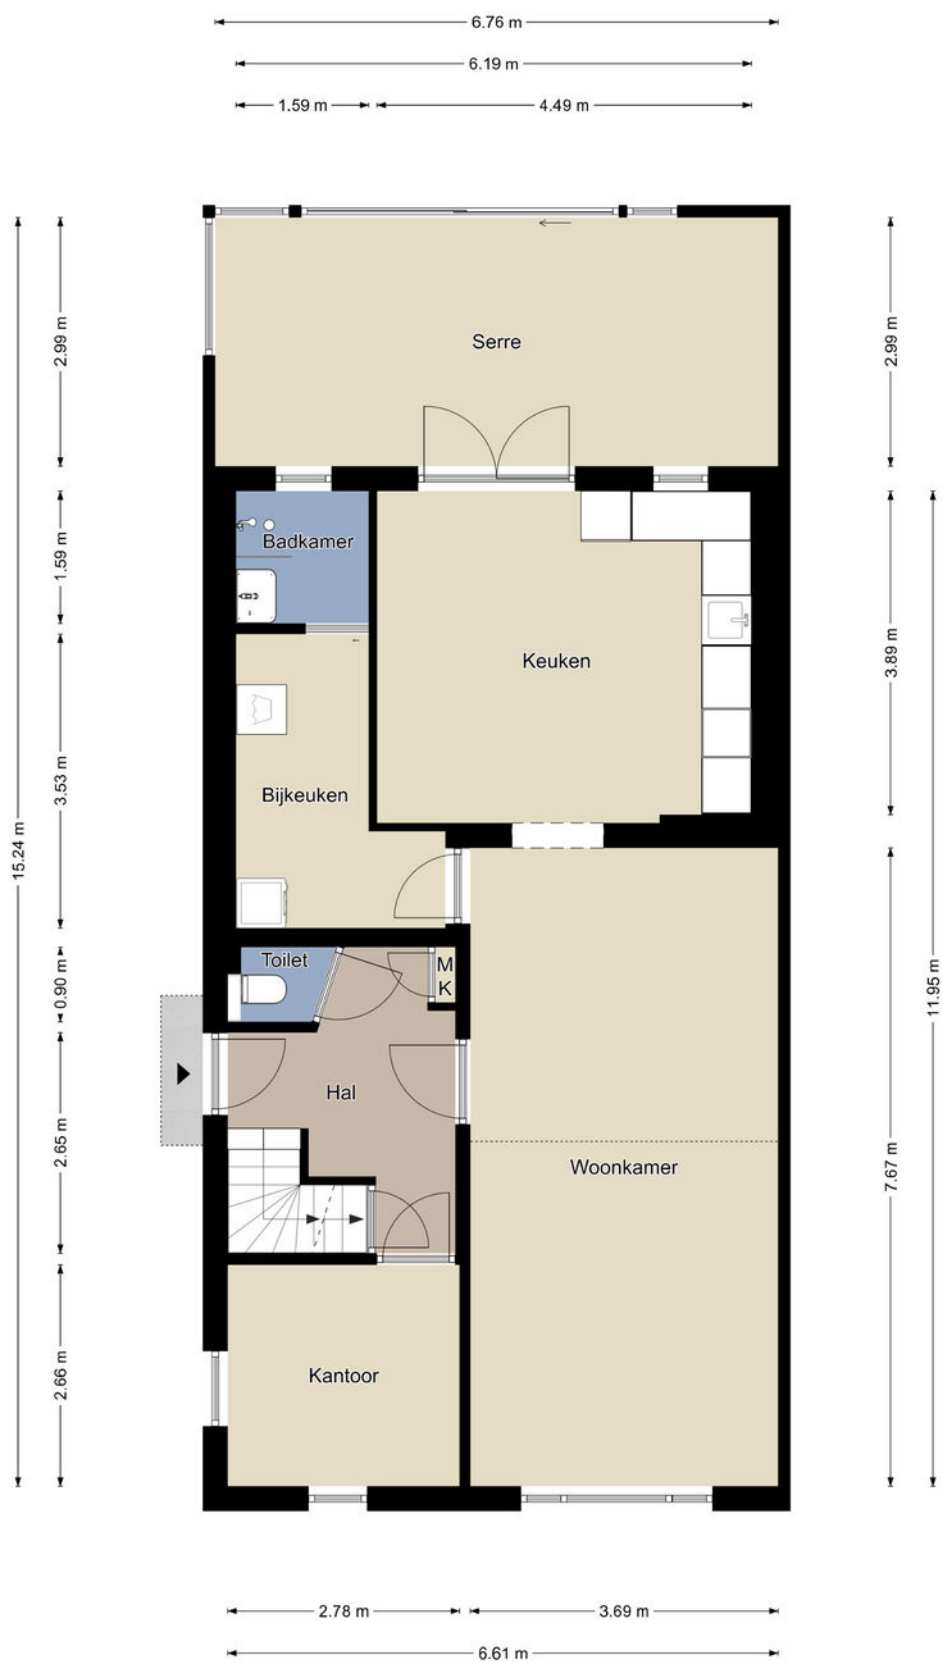 6.76 m
6.19 m
1.59 m
4.49 m
2.99 m
2.99 m
Serre
1.59 m
Badkamer
3.89 m
Keuken
3.53 m
Bijkeuken
15.24 m
11.95 m
0.90 m
Toilet
M
K
Hal
2.65 m
Woonkamer
7.67 m
2.66 m
Kantoor
2.78 m
3.69 m
6.61 m